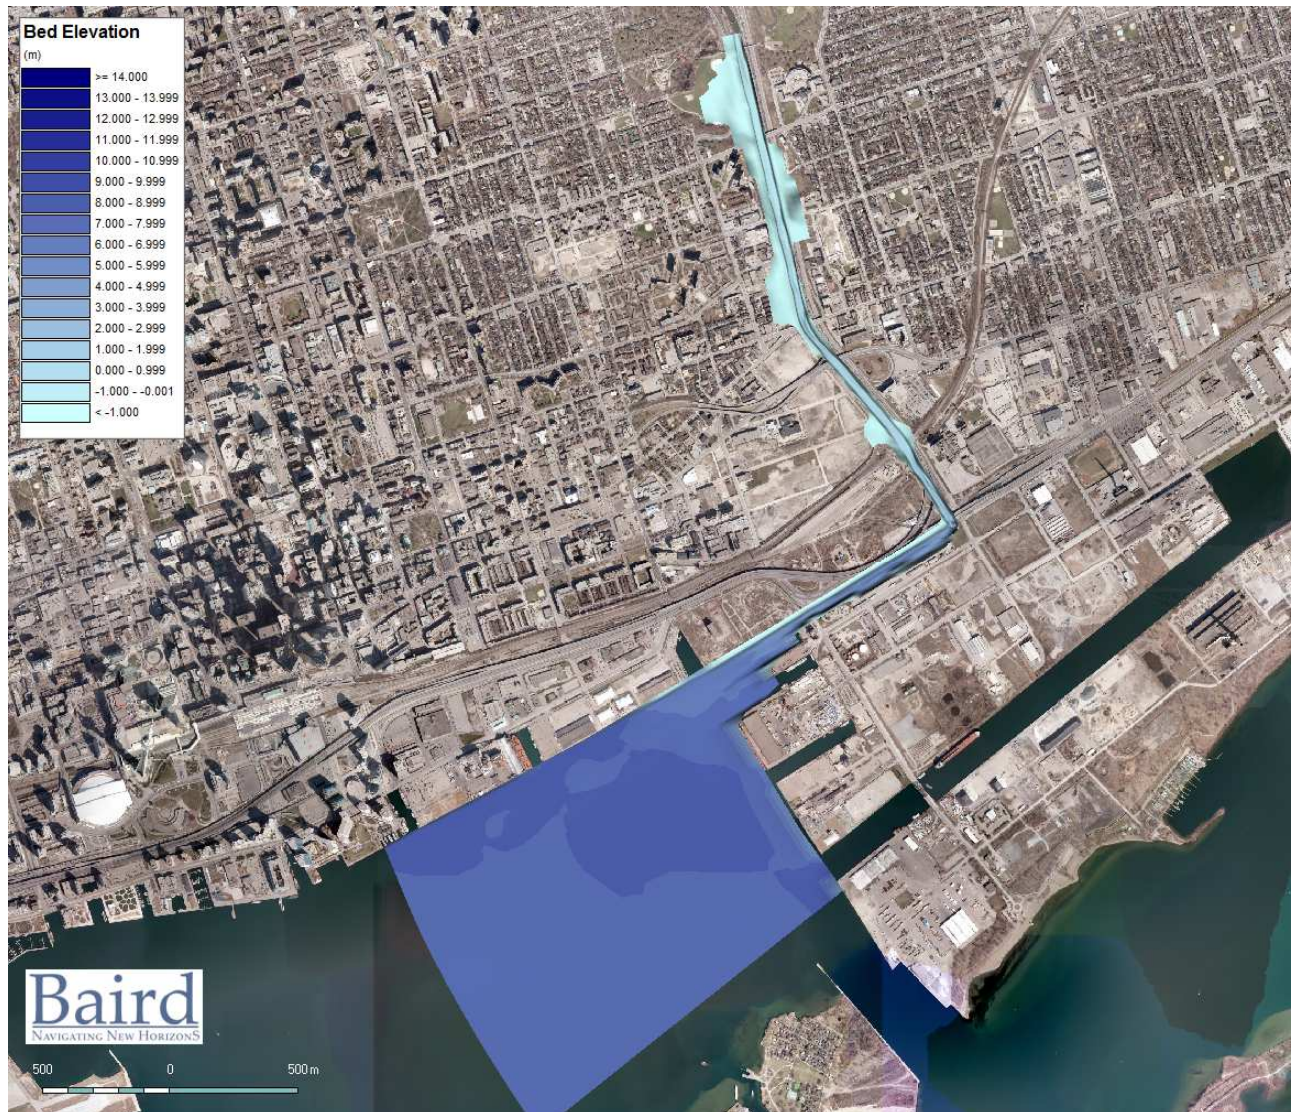 Bed Elevation
(m)
>= 14.000
13.000 - 13.999
12.000 - 12.999
11.000 - 11.999
10.000 - 10.999
9.000 - 9.999
8.000 - 8.999
7.000 - 7.999
6.000 - 6.999
5.000 - 5.999
4.000 - 4.999
3.000 - 3.999
2.000 - 2.999
1.000 - 1.999
0.000 - 0.999
-1.000 - -0.001
< -1.000
Baird
NAVIGATING NEW HORIZONS
500 0 500 m